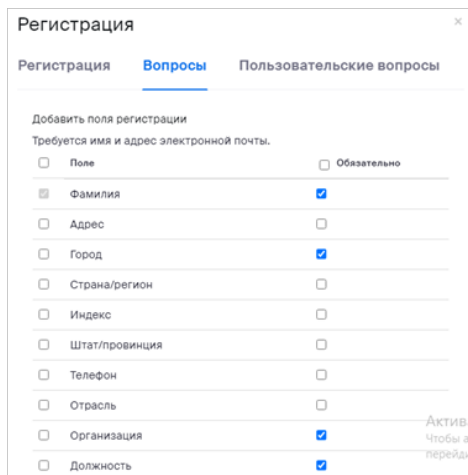 Регистрация
Регистрация Вопросы Пользовательские вопросы
Добавить поля регистрации
Требуется имя и адрес электронной почты.
Поле Обязательно
Фамилия
Адрес
Город
Страна/регион
Индекс
Штат/провинция
Телефон
Отрасль
Актив
Организация
Чтобы а
перейди
Должность